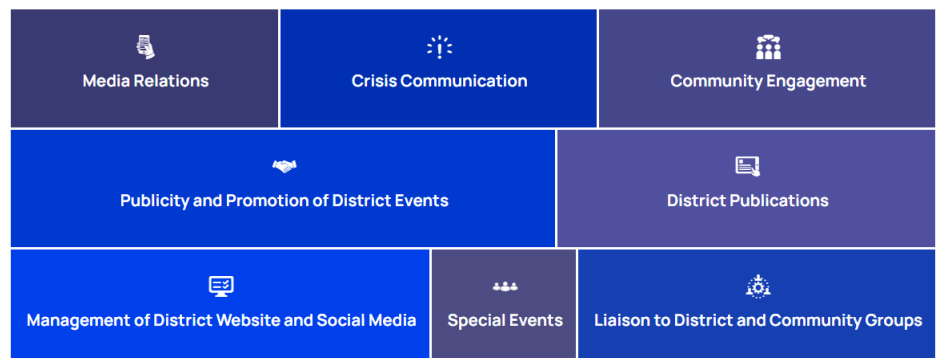 Media Relations
Crisis Communication
Community Engagement
Publicity and Promotion of District Events
District Publications
Management of District Website and Social Media
Special Events
Liaison to District and Community Groups